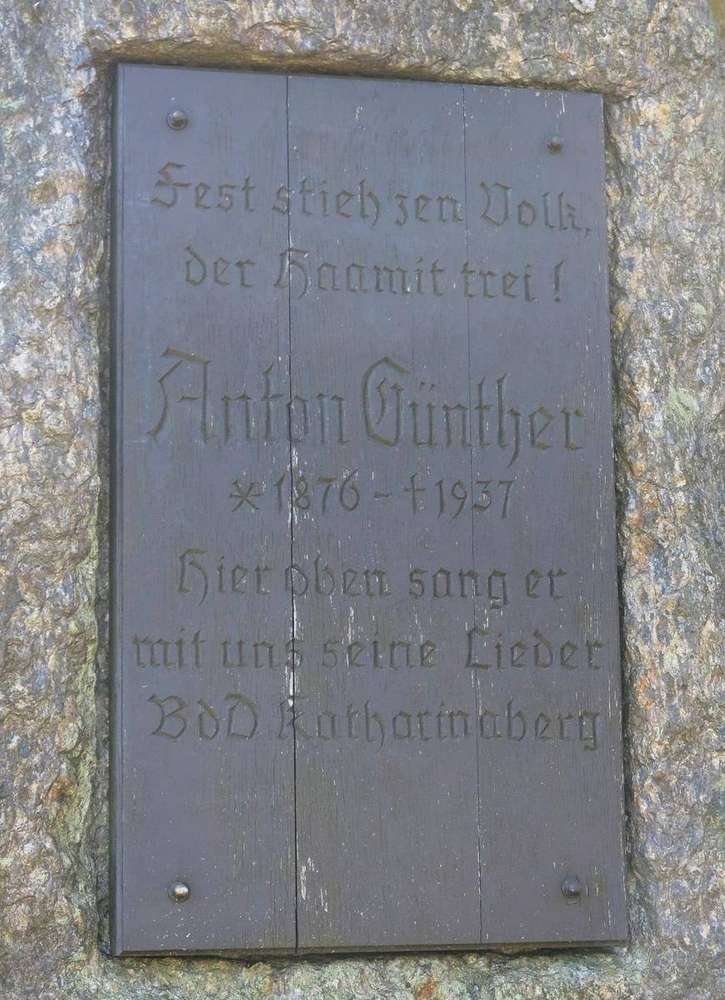 Fest stieh zen Volk,
der Haamit trei!
Anton Günther
* 1876 - † 1937
Hier oben sang er
mit uns seine Lieder
BdD Katharinaberg